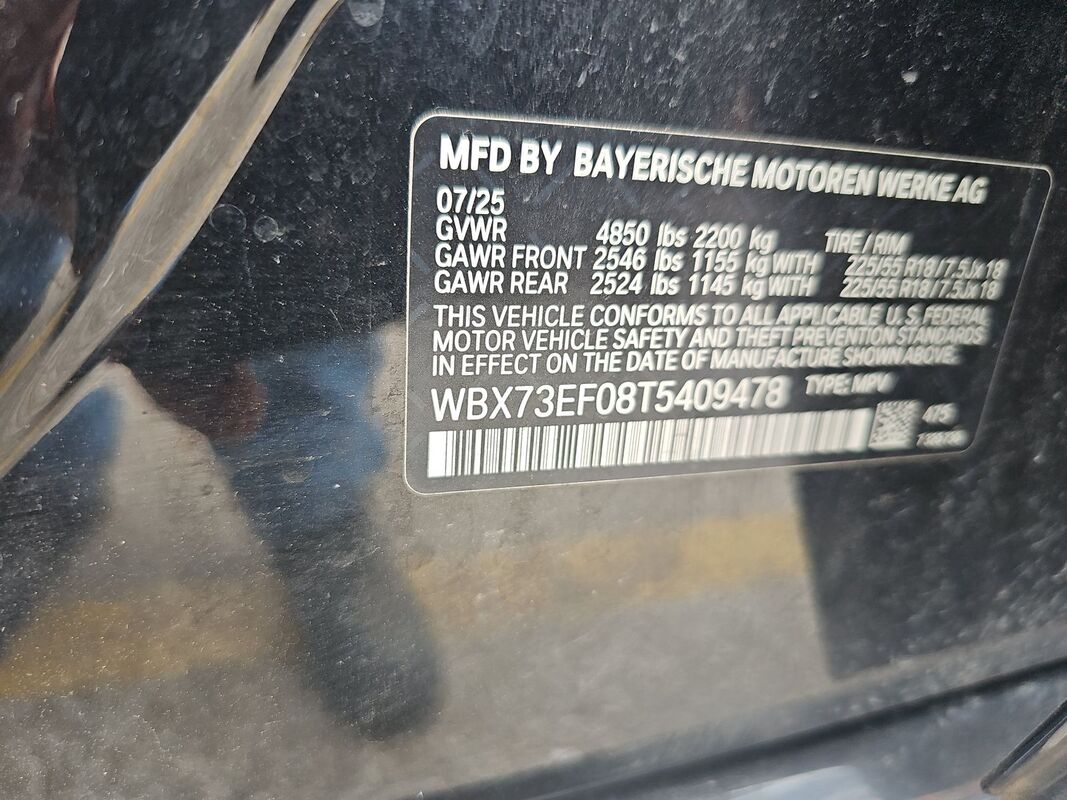 MFD BY BAYERISCHE MOTOREN WERKE AG
07/25
GVWR 4850 lbs 2200 kg TIRE / RIM
GAWR FRONT 2546 lbs 1155 kg WITH 225/55 R18 / 7.5Jx18
GAWR REAR 2524 lbs 1145 kg WITH 225/55 R18 / 7.5Jx18
THIS VEHICLE CONFORMS TO ALL APPLICABLE U.S. FEDERAL
MOTOR VEHICLE SAFETY AND THEFT PREVENTION STANDARDS
IN EFFECT ON THE DATE OF MANUFACTURE SHOWN ABOVE.
WBX73EF08T5409478 TYPE: MPV
475